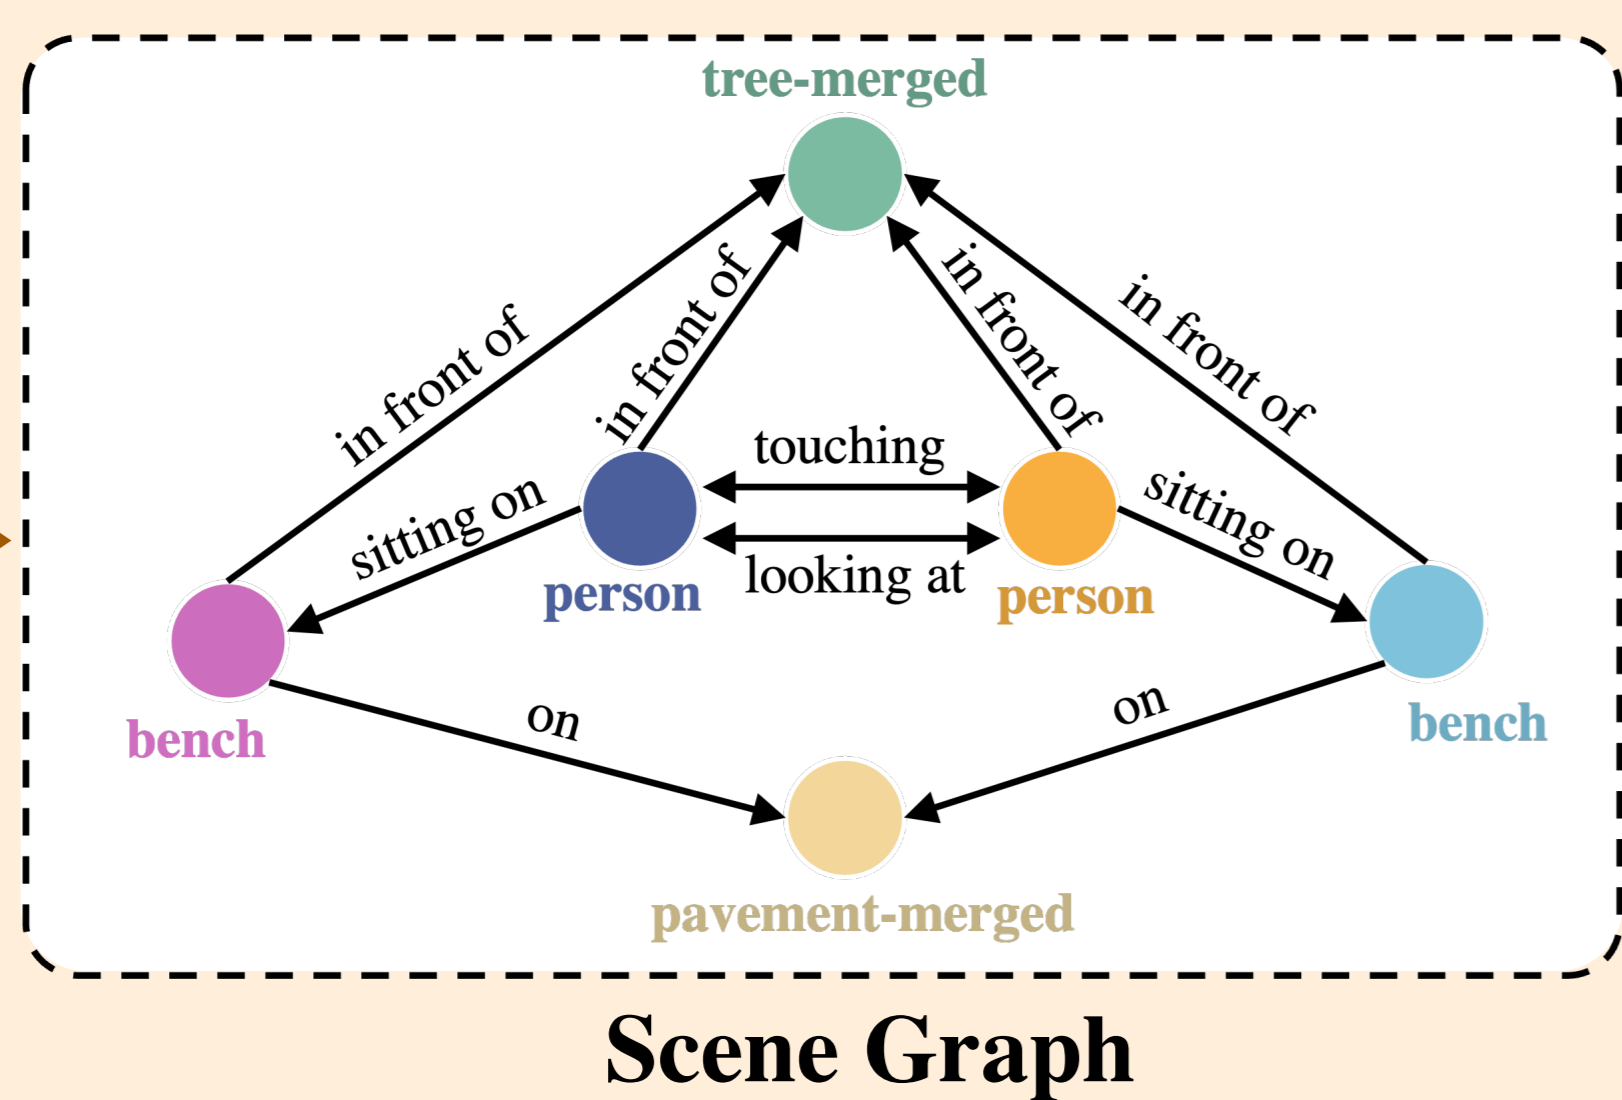 tree-merged
in front of
in front of
in front of
in front of
touching
sitting on
sitting on
looking at
person
person
bench
bench
on
on
pavement-merged
Scene Graph